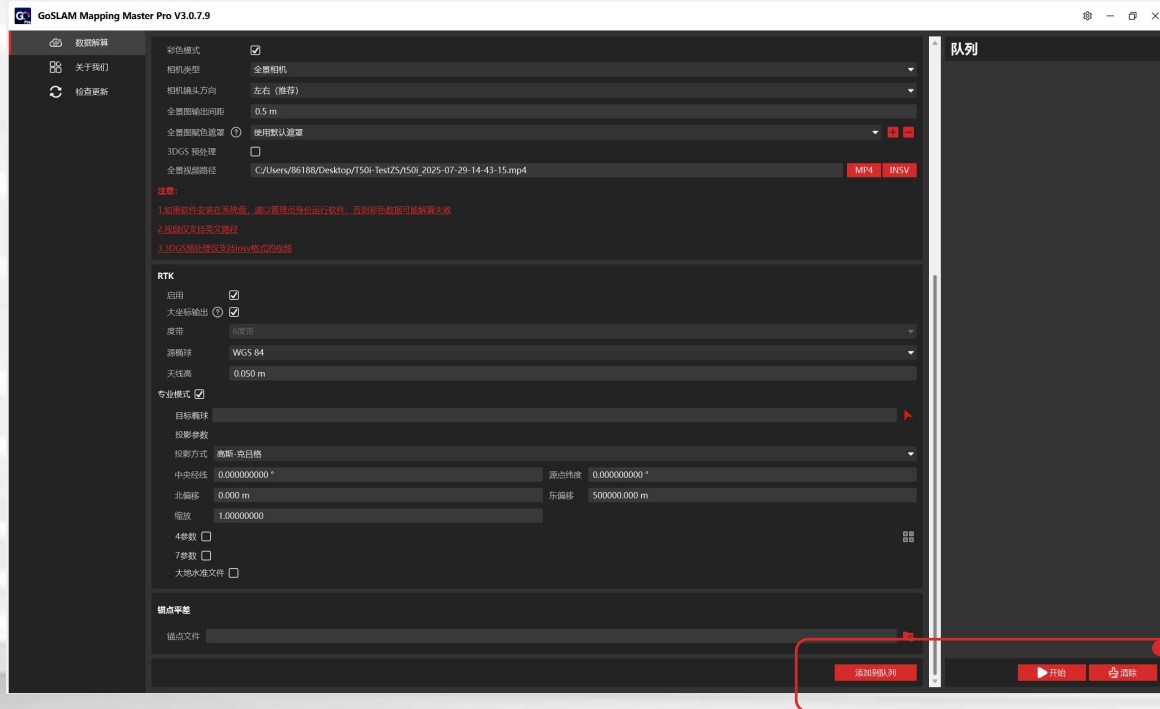 GoSLAM Mapping Master Pro V3.0.7.9
数据解算
关于我们
检查更新
彩色模式
相机类型 全景相机
相机镜头方向 左右（推荐）
全景图输出间距 0.5 m
全景图赋色遮罩 ? 使用默认遮罩
3DGS 预处理
全景视频路径 C:/Users/86188/Desktop/T50i-TestZS/t50i_2025-07-29-14-43-15.mp4 MP4 INSV
注意：
1.如果软件安装在系统盘，请以管理员身份运行软件，否则彩色数据可能解算失败
2.视频仅支持英文路径
3.3DGS预处理仅支持insv格式的视频
RTK
启用
大坐标输出 ?
度带 6度带
源椭球 WGS 84
天线高 0.050 m
专业模式
目标椭球
投影参数
投影方式 高斯-克吕格
中央经线 0.000000000 ° 源点纬度 0.000000000 °
北偏移 0.000 m 东偏移 500000.000 m
缩放 1.00000000
4参数
7参数
大地水准文件
锚点平差
锚点文件
添加到队列
队列
开始 清除